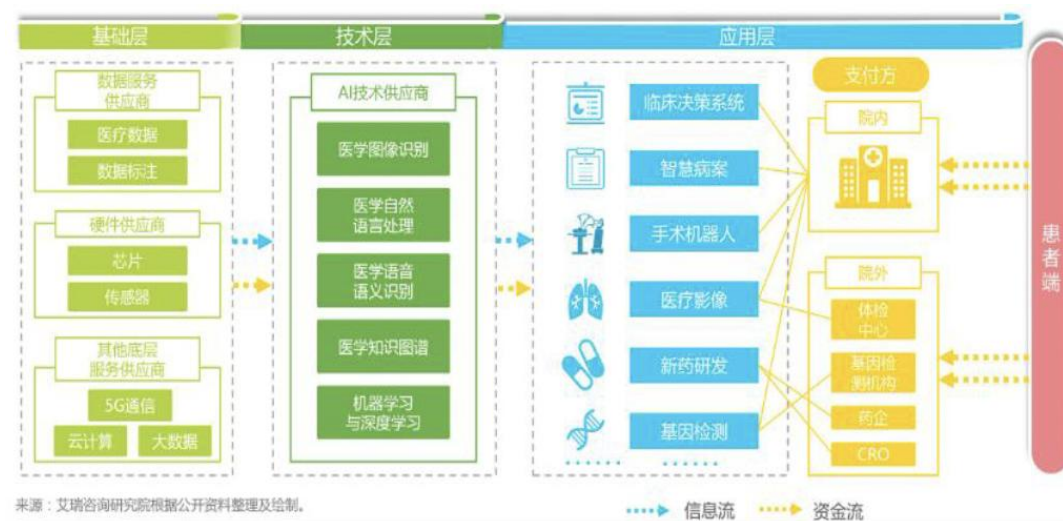 基础层
技术层
应用层
数据服务
供应商
医疗数据
数据标注
硬件供应商
芯片
传感器
其他底层
服务供应商
5G通信
云计算
大数据
AI技术供应商
医学图像识别
医学自然
语言处理
医学语音
语义识别
医学知识图谱
机器学习
与深度学习
临床决策系统
智慧病案
手术机器人
医疗影像
新药研发
基因检测
……
……
支付方
院内
院外
体检
中心
基因检
测机构
药企
CRO
患者端
来源：艾瑞咨询研究院根据公开资料整理及绘制。
信息流
资金流